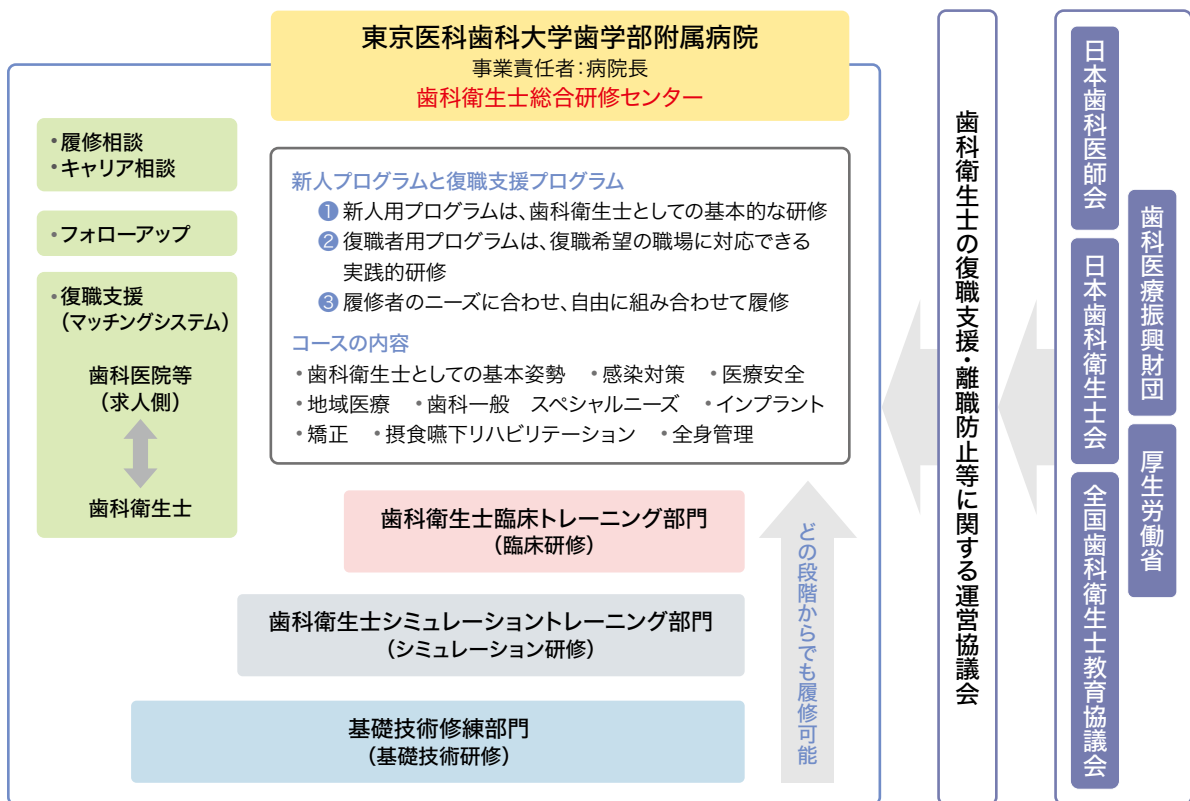 東京医科歯科大学歯学部附属病院
事業責任者：病院長
歯科衛生士総合研修センター
・履修相談
・キャリア相談
・フォローアップ
・復職支援
（マッチングシステム）
歯科医院等
（求人側）
歯科衛生士
新人プログラムと復職支援プログラム
❶ 新人用プログラムは、歯科衛生士としての基本的な研修
❷ 復職者用プログラムは、復職希望の職場に対応できる
実践的研修
❸ 履修者のニーズに合わせ、自由に組み合わせて履修
コースの内容
・歯科衛生士としての基本姿勢　・感染対策　・医療安全
・地域医療　・歯科一般　スペシャルニーズ　・インプラント
・矯正　・摂食嚥下リハビリテーション　・全身管理
歯科衛生士臨床トレーニング部門
（臨床研修）
歯科衛生士シミュレーショントレーニング部門
（シミュレーション研修）
基礎技術修練部門
（基礎技術研修）
どの段階からでも履修可能
歯科衛生士の復職支援・離職防止等に関する運営協議会
日本歯科医師会
日本歯科衛生士会
全国歯科衛生士教育協議会
歯科医療振興財団
厚生労働省